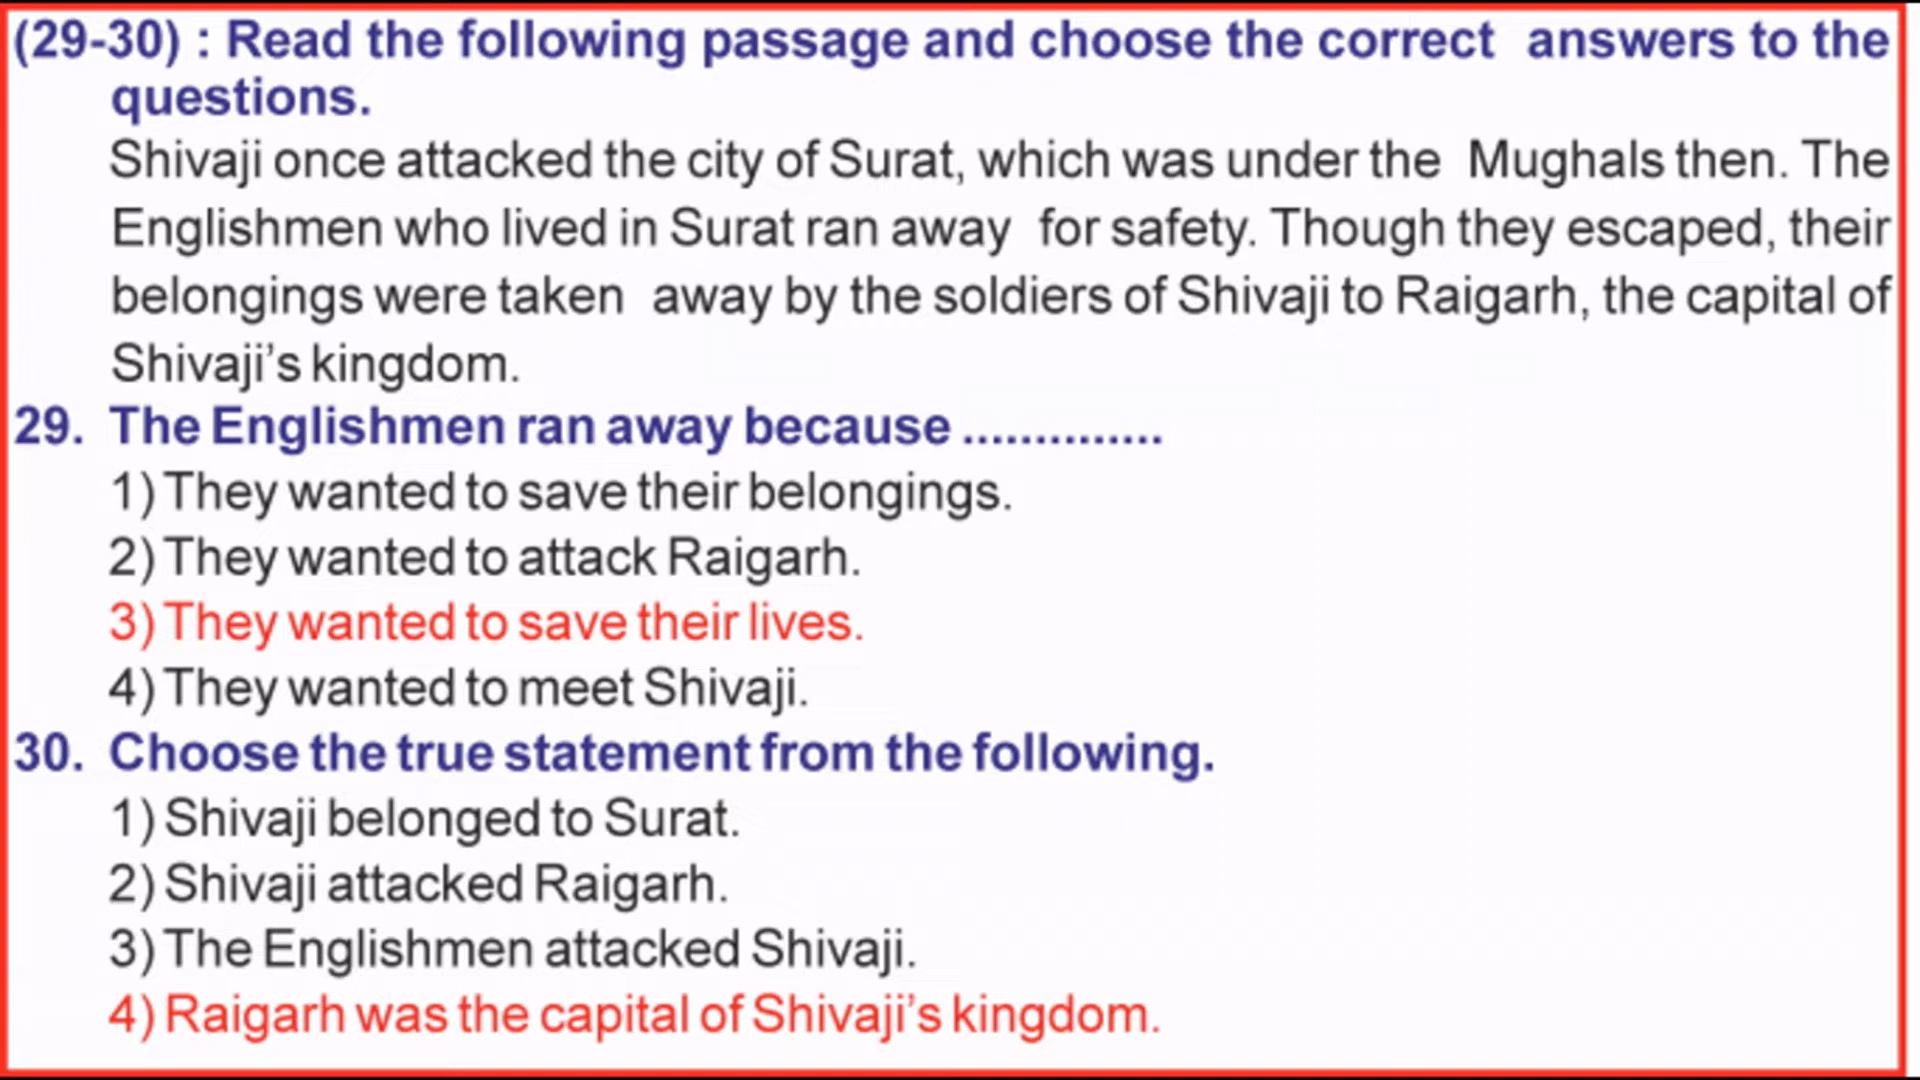 (29-30) : Read the following passage and choose the correct answers to the
questions.
Shivaji once attacked the city of Surat, which was under the Mughals then. The
Englishmen who lived in Surat ran away for safety. Though they escaped, their
belongings were taken away by the soldiers of Shivaji to Raigarh, the capital of
Shivaji's kingdom.
29. The Englishmen ran away because ..............
1) They wanted to save their belongings.
2) They wanted to attack Raigarh.
3) They wanted to save their lives.
4) They wanted to meet Shivaji.
30. Choose the true statement from the following.
1) Shivaji belonged to Surat.
2) Shivaji attacked Raigarh.
3) The Englishmen attacked Shivaji.
4) Raigarh was the capital of Shivaji's kingdom.